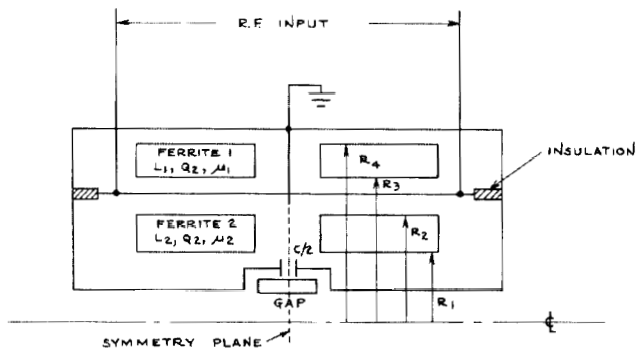 R.F. INPUT
FERRITE 1
L1, Q2, μ1
R4
R3
INSULATION
FERRITE 2
L2, Q2, μ2
R2
C/2
GAP
R1
℄
SYMMETRY PLANE